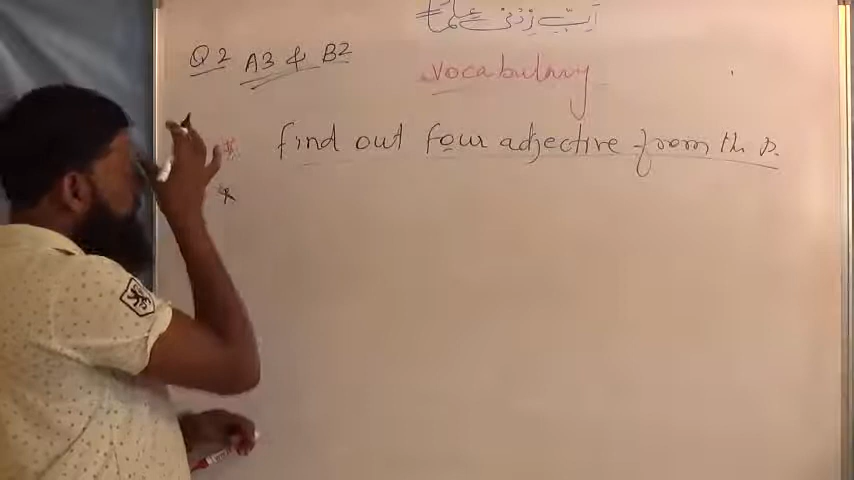 رَبِّ زِدْنِي عِلْمًا
Q2 A3 & B2
vocabulary
* find out four adjective from the P.
*